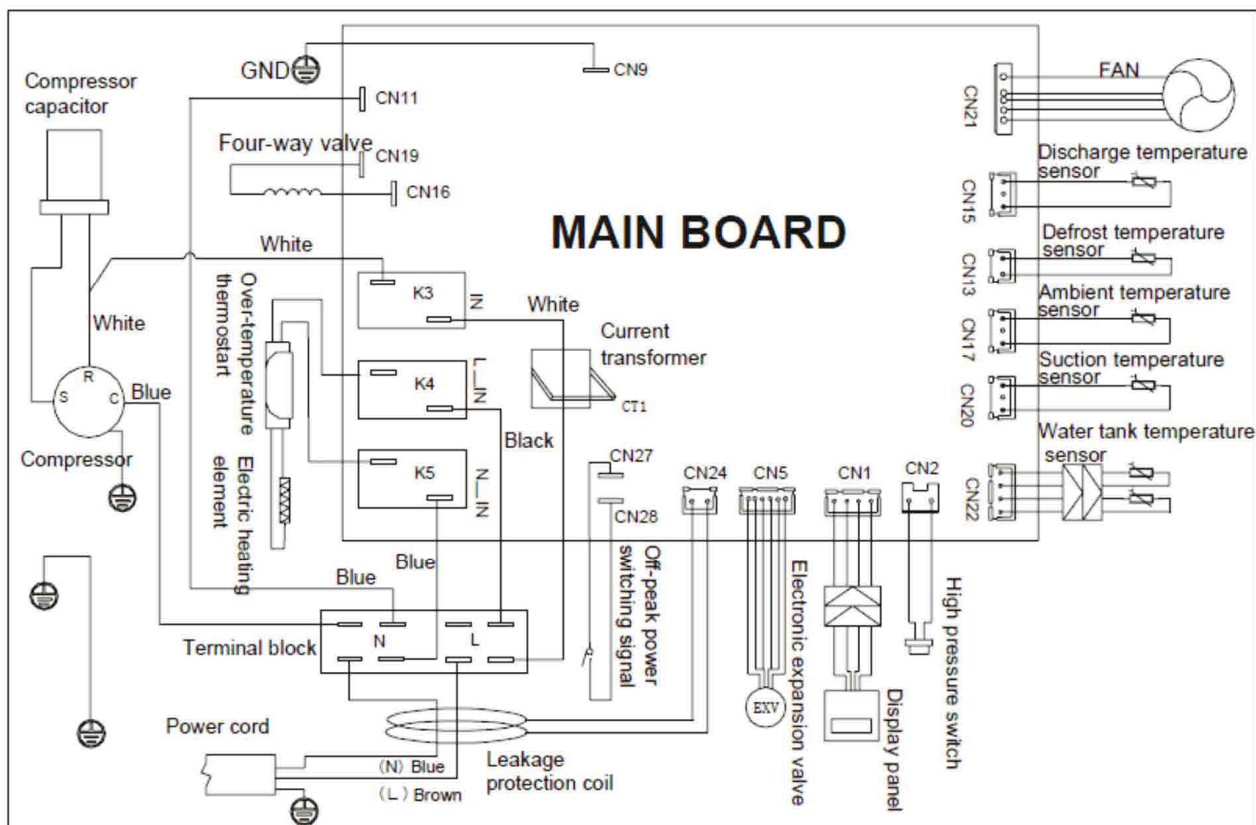 GND
CN9
FAN
CN21
Compressor
capacitor
CN11
Four-way valve
CN19
CN16
Discharge temperature
sensor
CN15
MAIN BOARD
White
Defrost temperature
sensor
CN13
Over-temperature
thermostart
K3
IN
White
Ambient temperature
sensor
CN17
White
Current
transformer
CT1
K4
L__IN
Suction temperature
sensor
CN20
R
S
C
Blue
Black
Compressor
Electric heating
element
K5
N__IN
Water tank temperature
sensor
CN22
CN27
CN28
CN24
CN5
CN1
CN2
Blue
Blue
Off-peak power
switching signal
Electronic expansion valve
High pressure switch
Terminal block
N
L
EXV
Display panel
Power cord
(N) Blue
(L) Brown
Leakage
protection coil